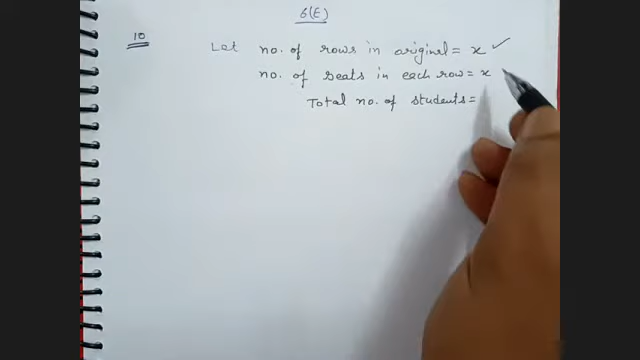 6(E)
10
Let no. of rows in original = x ✓
no. of seats in each row = x
Total no. of students =